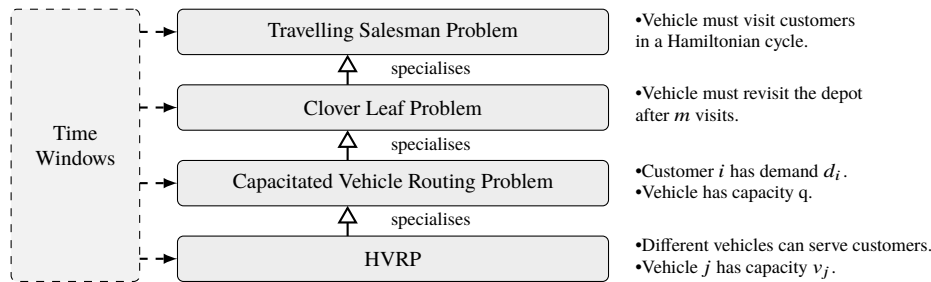 Travelling Salesman Problem
•Vehicle must visit customers
in a Hamiltonian cycle.
specialises
Clover Leaf Problem
•Vehicle must revisit the depot
after m visits.
Time
Windows
specialises
Capacitated Vehicle Routing Problem
•Customer i has demand d_i.
•Vehicle has capacity q.
specialises
HVRP
•Different vehicles can serve customers.
•Vehicle j has capacity v_j.